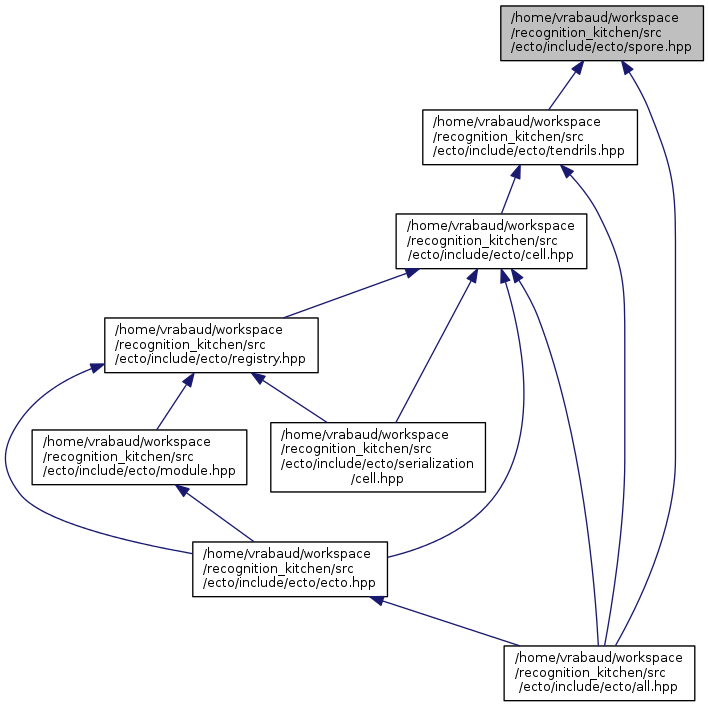 /home/vrabaud/workspace
/recognition_kitchen/src
/ecto/include/ecto/spore.hpp
/home/vrabaud/workspace
/recognition_kitchen/src
/ecto/include/ecto/tendrils.hpp
/home/vrabaud/workspace
/recognition_kitchen/src
/ecto/include/ecto/cell.hpp
/home/vrabaud/workspace
/recognition_kitchen/src
/ecto/include/ecto/registry.hpp
/home/vrabaud/workspace
/recognition_kitchen/src
/ecto/include/ecto/module.hpp
/home/vrabaud/workspace
/recognition_kitchen/src
/ecto/include/ecto/serialization
/cell.hpp
/home/vrabaud/workspace
/recognition_kitchen/src
/ecto/include/ecto/ecto.hpp
/home/vrabaud/workspace
/recognition_kitchen/src
/ecto/include/ecto/all.hpp